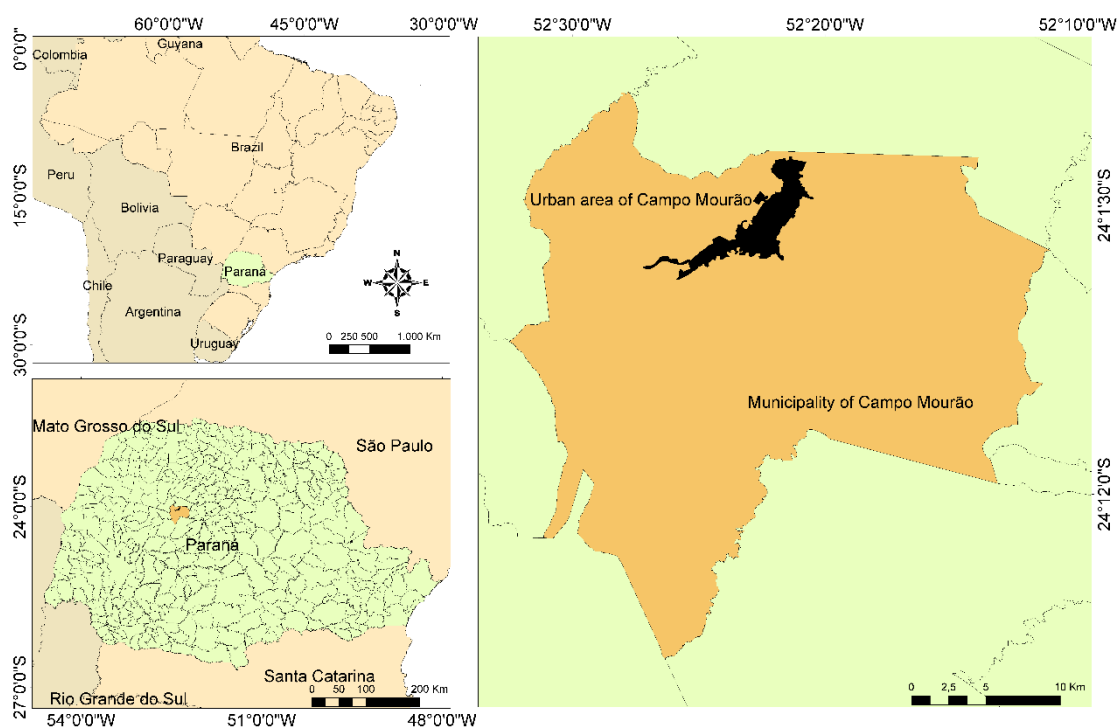 60°0'0"W 45°0'0"W 30°0'0"W
0°0'0"
15°0'0"S
30°0'0"S
Colombia
Guyana
Brazil
Peru
Bolivia
Paraguay
Paraná
Chile
Argentina
Uruguay
N
W E
S
0 250 500 1.000 Km
Mato Grosso do Sul
São Paulo
24°0'0"S
Paraná
Santa Catarina
0 50 100 200 Km
Rio Grande do Sul
27°0'0"S
54°0'0"W 51°0'0"W 48°0'0"W
52°30'0"W 52°20'0"W 52°10'0"W
Urban area of Campo Mourão
24°1'30"S
Municipality of Campo Mourão
24°12'0"S
0 2,5 5 10 Km